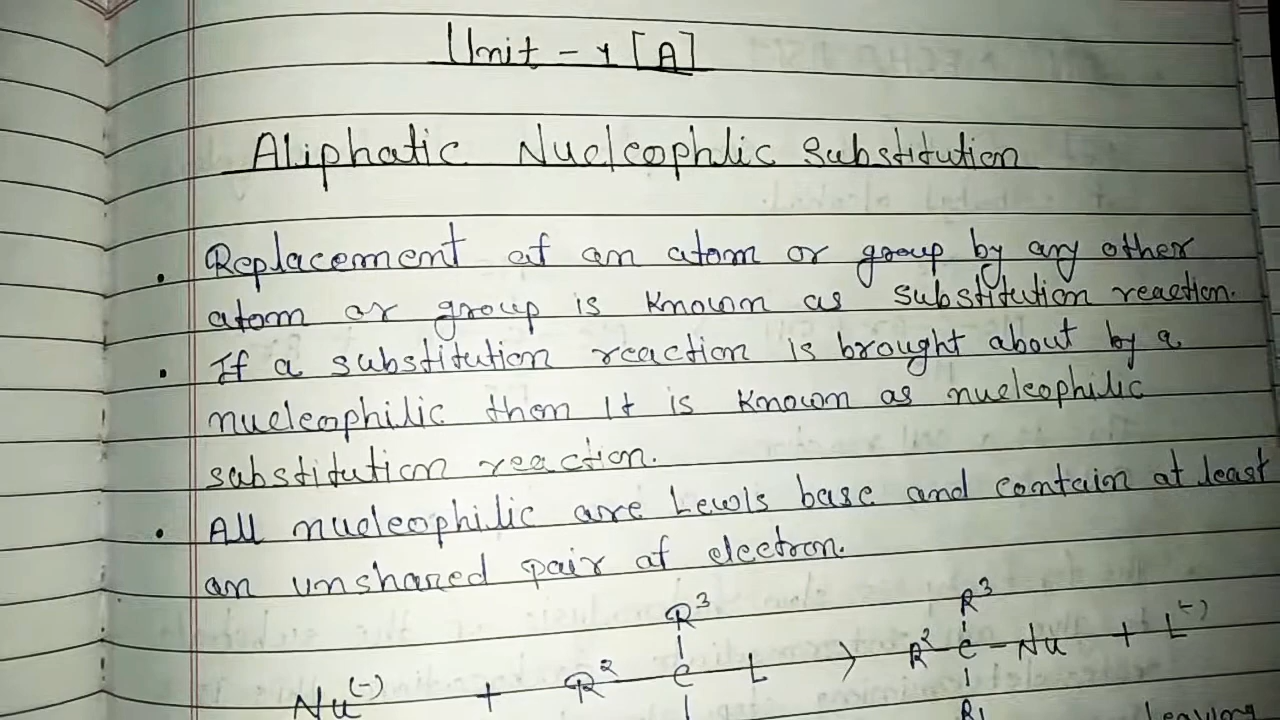 Unit - 1 [A]
Aliphatic Nucleophlic Substitution
• Replacement of an atom or group by any other
atom or group is known as substitution reaction.
• If a substitution reaction is brought about by a
nucleophilic then it is known as nucleophilic
substitution reaction.
• All nucleophilic are Lewis base and contain at least
an unshared pair of electron.
R³ R³
Nu(-) + R² - C - L → R² - C - Nu + L(-)
R1
leaving